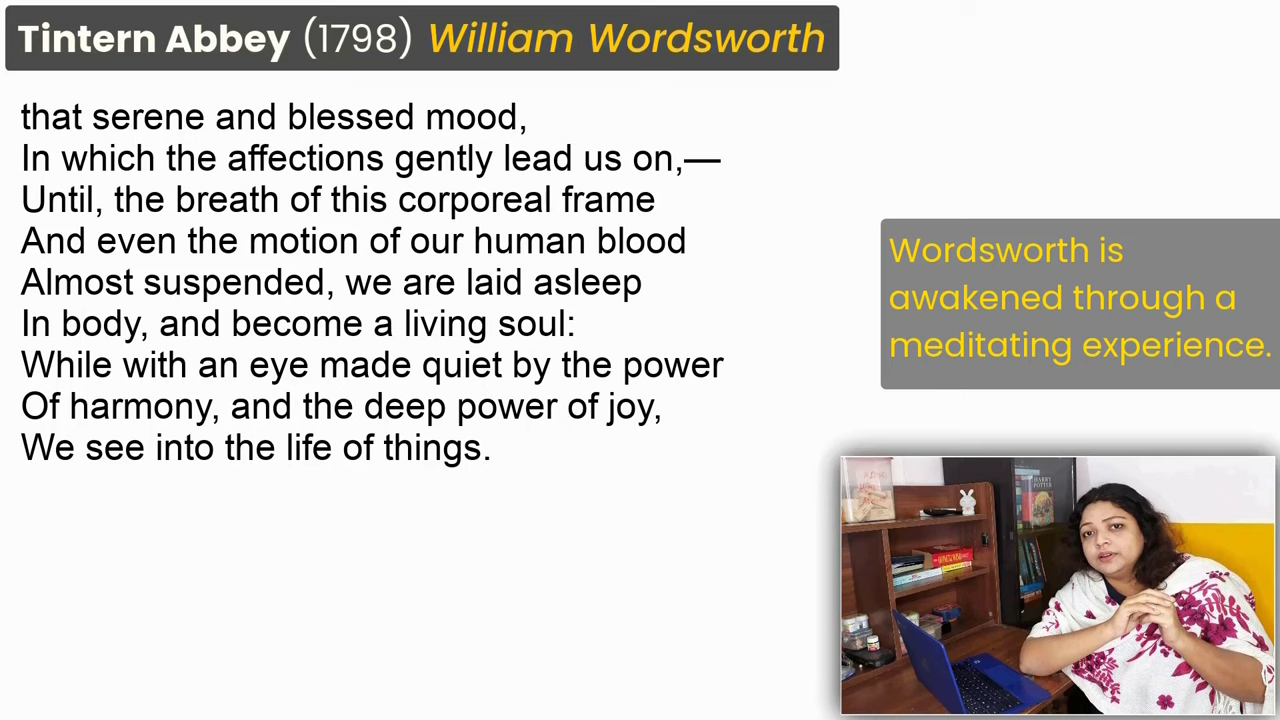 Tintern Abbey (1798) William Wordsworth
that serene and blessed mood,
In which the affections gently lead us on,—
Until, the breath of this corporeal frame
And even the motion of our human blood
Almost suspended, we are laid asleep
In body, and become a living soul:
While with an eye made quiet by the power
Of harmony, and the deep power of joy,
We see into the life of things.
Wordsworth is
awakened through a
meditating experience.
HARRY
POTTER